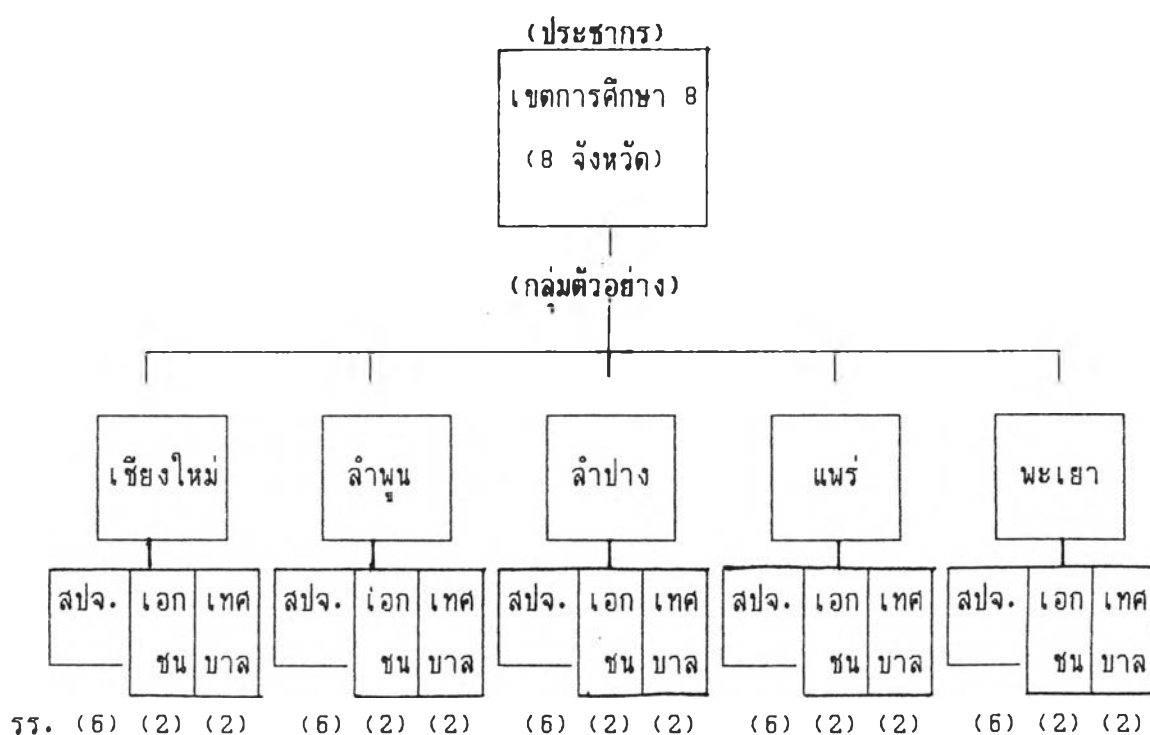 (ประชากร)
เขตการศึกษา 8
(8 จังหวัด)
(กลุ่มตัวอย่าง)
เชียงใหม่ ลำพูน ลำปาง แพร่ พะเยา
สปจ. เอก เทศ สปจ. เอก เทศ สปจ. เอก เทศ สปจ. เอก เทศ สปจ. เอก เทศ
ชน บาล ชน บาล ชน บาล ชน บาล ชน บาล
รร. (6) (2) (2) (6) (2) (2) (6) (2) (2) (6) (2) (2) (6) (2) (2)